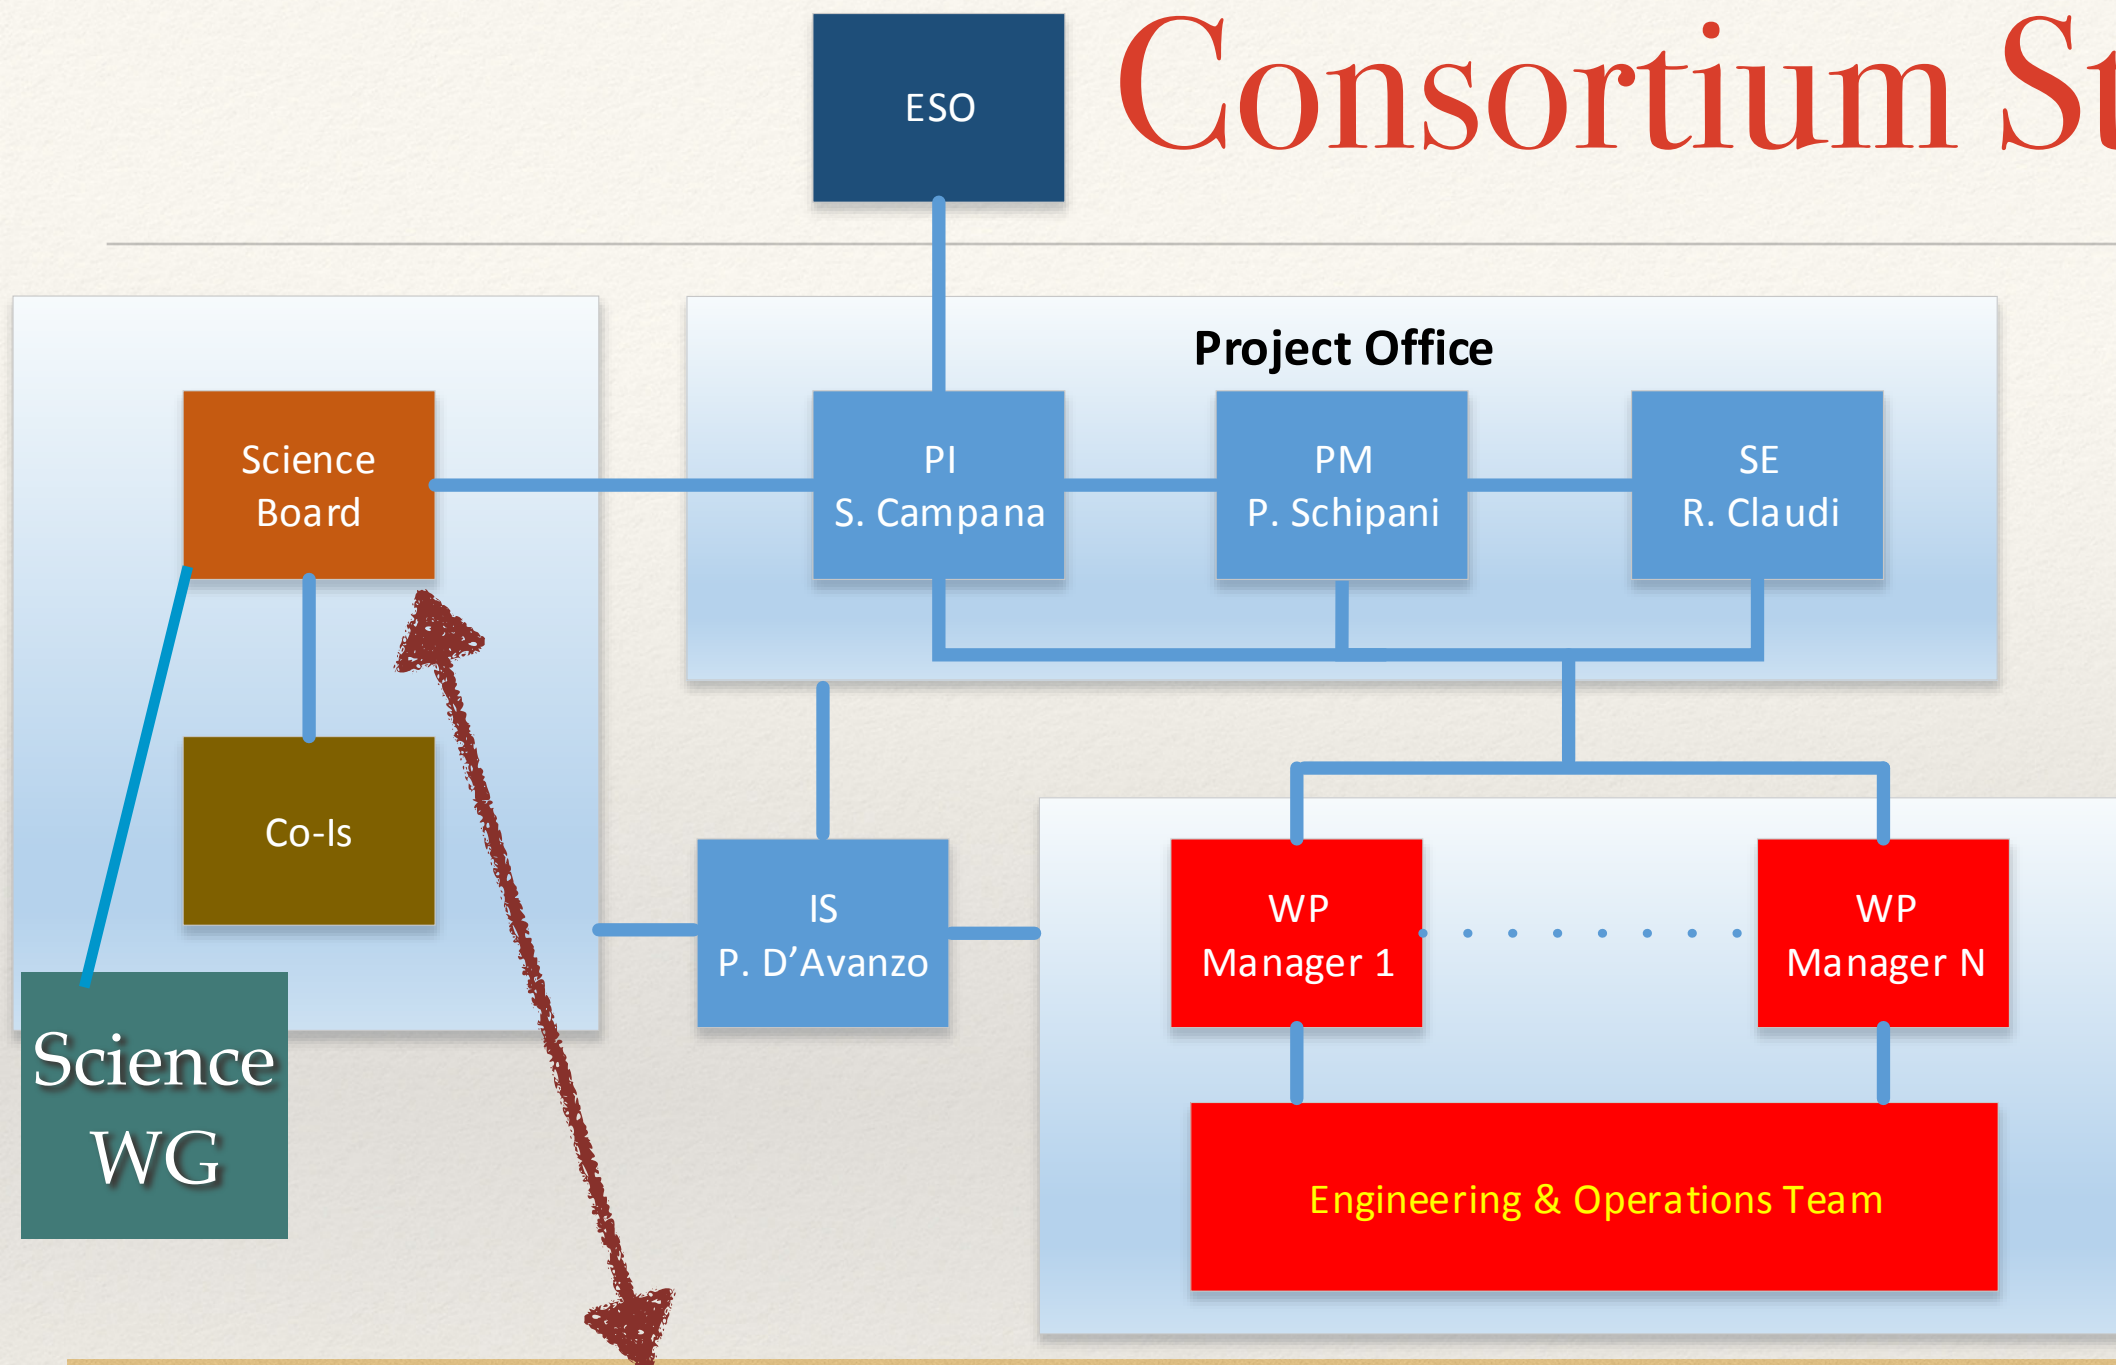 Consortium St
ESO
Project Office
Science
Board
PI
S. Campana
PM
P. Schipani
SE
R. Claudi
Co-Is
IS
P. D’Avanzo
WP
Manager 1
WP
Manager N
Science
WG
Engineering & Operations Team